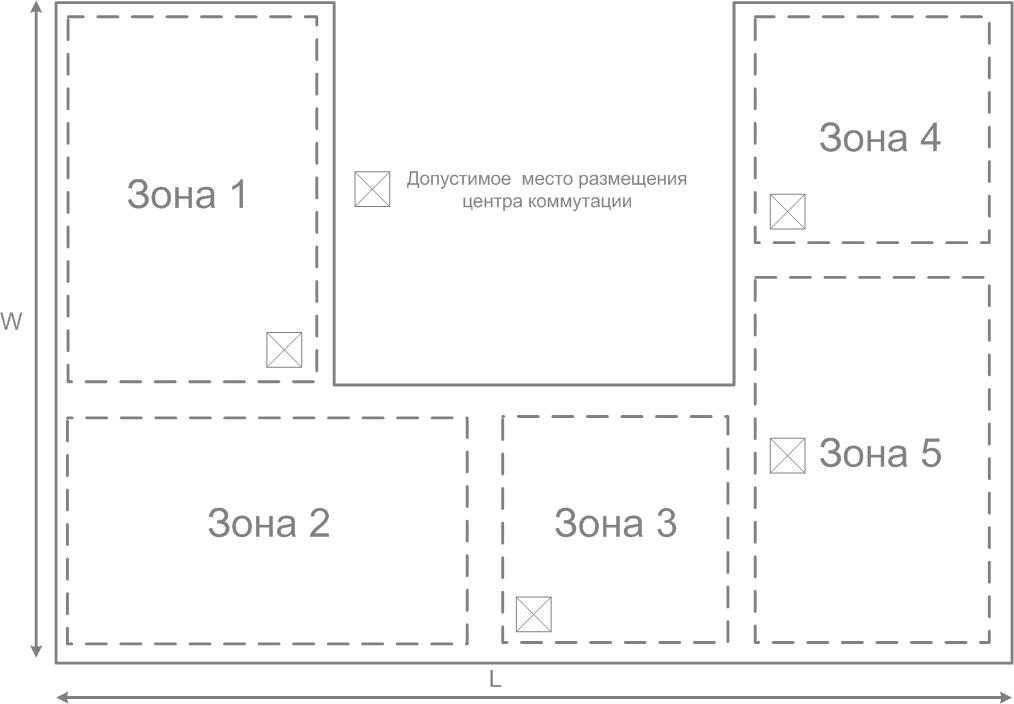 Зона 1
Допустимое место размещения
центра коммутации
Зона 4
W
Зона 5
Зона 2
Зона 3
L